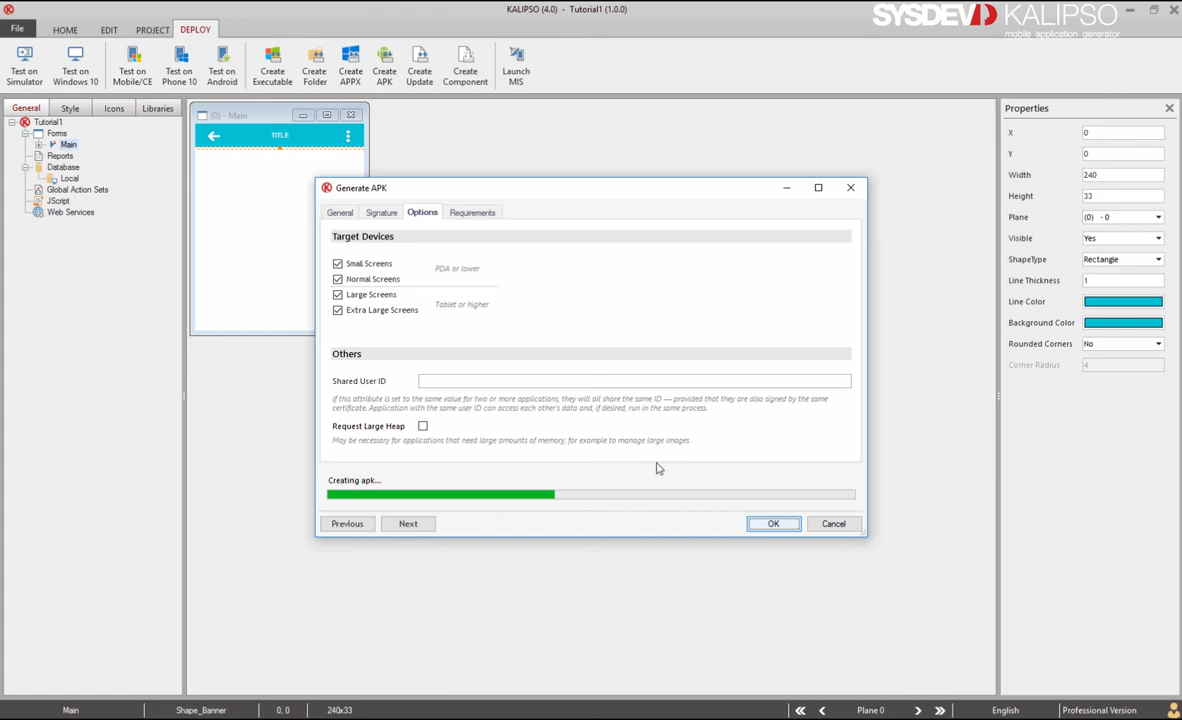 KALIPSO (4.0) - Tutorial1 (1.0.0)
SYSDEV KALIPSO
mobile application generator
File
HOME
EDIT
PROJECT
DEPLOY
Test on Simulator
Test on Windows 10
Test on Mobile/CE
Test on Phone 10
Test on Android
Create Executable
Create Folder
Create APPX
Create APK
Create Update
Create Component
Launch MIS
General
Style
Icons
Libraries
Tutorial1
Forms
Main
Reports
Database
Local
Global Action Sets
JScript
Web Services
(0) - Main
TITLE
Generate APK
General
Signature
Options
Requirements
Target Devices
Small Screens
Normal Screens
PDA or lower
Large Screens
Extra Large Screens
Tablet or higher
Others
Shared User ID
If this attribute is set to the same value for two or more applications, they will all share the same ID — provided that they are also signed by the same
certificate. Application with the same user ID can access each other's data and, if desired, run in the same process.
Request Large Heap
May be necessary for applications that need large amounts of memory, for example to manage large images
Creating apk...
Previous
Next
OK
Cancel
Properties
X 0
Y 0
Width 240
Height 33
Plane (0) - 0
Visible Yes
ShapeType Rectangle
Line Thickness 1
Line Color
Background Color
Rounded Corners No
Corner Radius 4
Main
Shape_Banner
0, 0
240x33
Plane 0
English
Professional Version